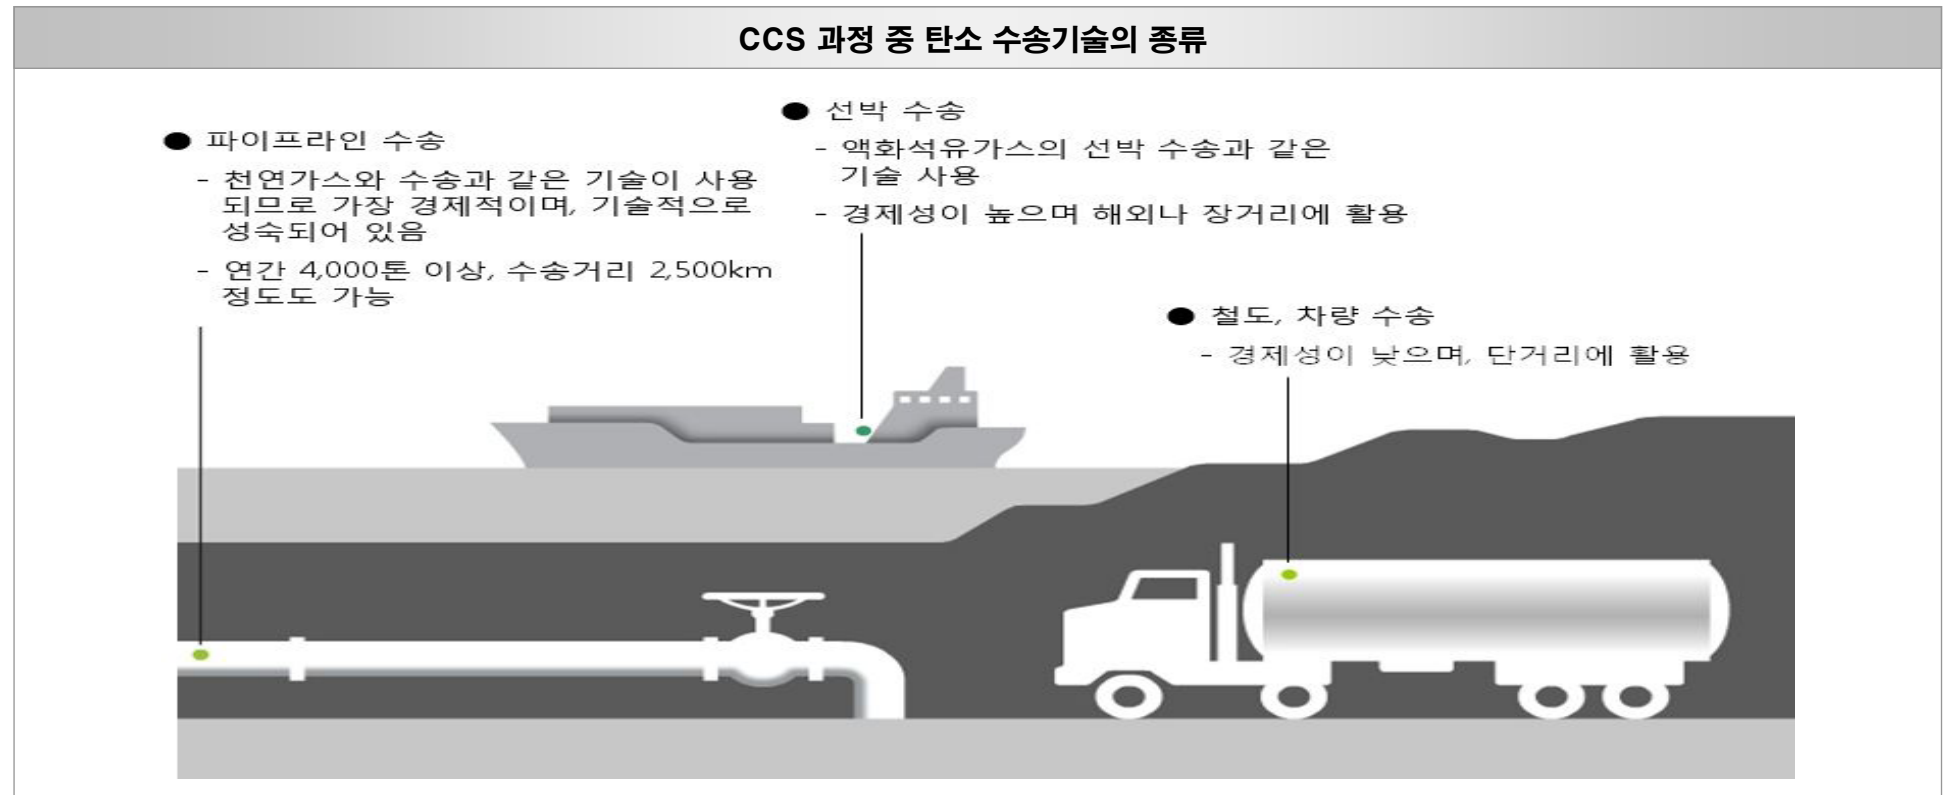 CCS 과정 중 탄소 수송기술의 종류
● 파이프라인 수송
- 천연가스와 수송과 같은 기술이 사용
되므로 가장 경제적이며, 기술적으로
성숙되어 있음
- 연간 4,000톤 이상, 수송거리 2,500km
정도도 가능
● 선박 수송
- 액화석유가스의 선박 수송과 같은
기술 사용
- 경제성이 높으며 해외나 장거리에 활용
● 철도, 차량 수송
- 경제성이 낮으며, 단거리에 활용